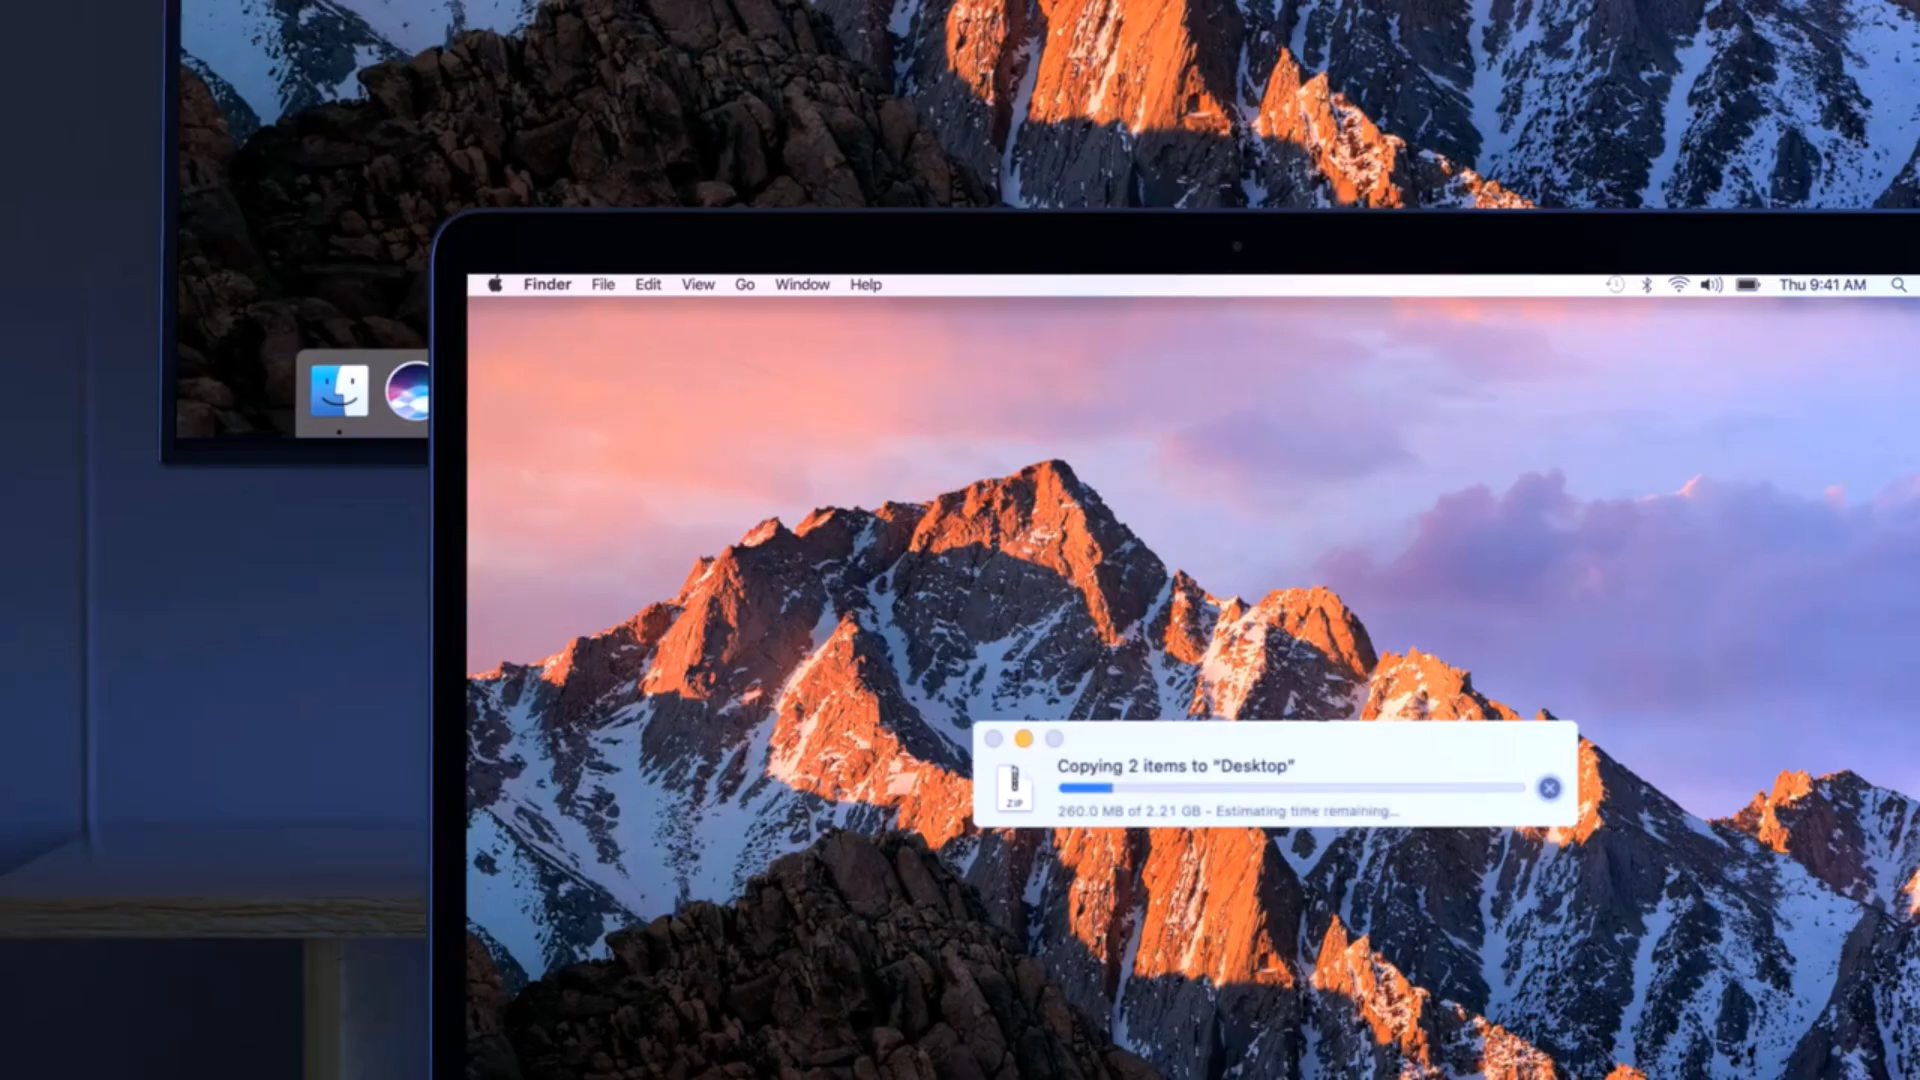 Finder File Edit View Go Window Help Thu 9:41 AM
Copying 2 items to “Desktop”
ZIP
260.0 MB of 2.21 GB - Estimating time remaining...